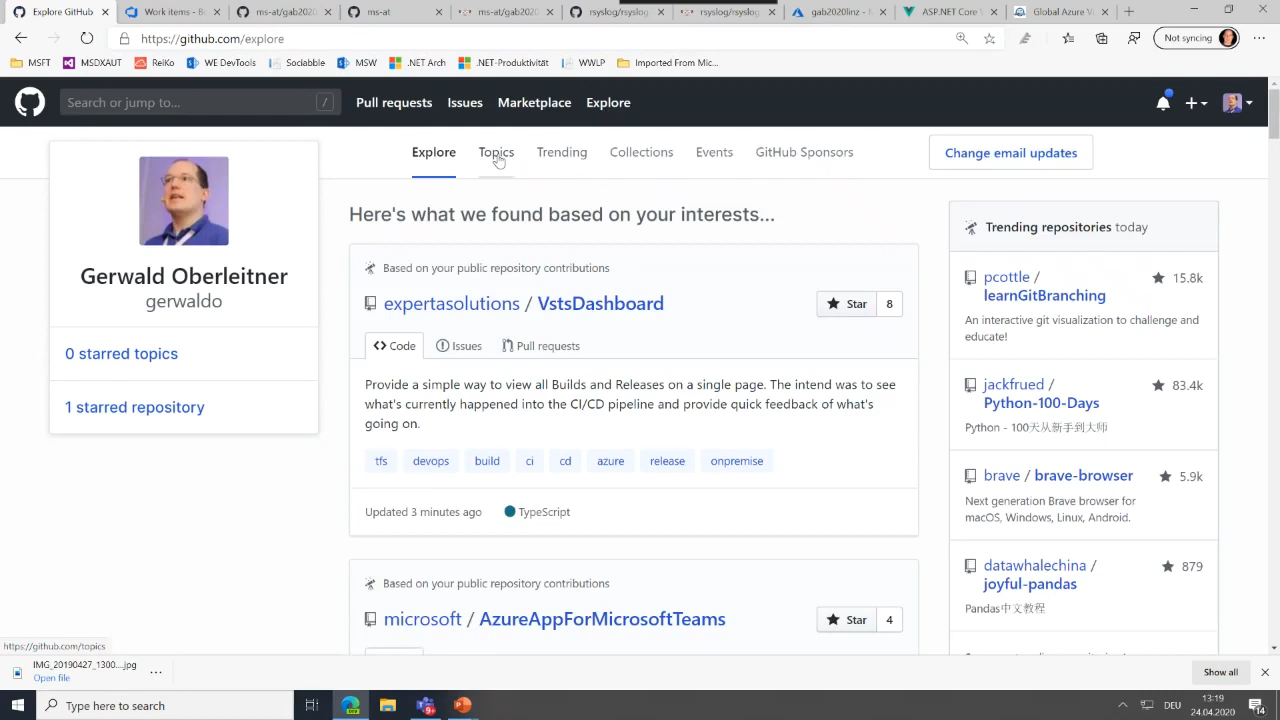 Explore GitHub
Work items - Bo
ms-at/gab2020
ms-at
ms-at/gab20
rsyslog/rsyslog
rsyslog/rsyslog
gab2020linz - M
ASP.NET Core V
Global Azure V
https://github.com/explore
Not syncing
MSFT
MSDXAUT
ReiKo
WE DevTools
Sociabble
MSW
.NET Arch
.NET-Produktivität
WWLP
Imported From Mic...
Search or jump to...
/
Pull requests
Issues
Marketplace
Explore
Explore
Topics
Trending
Collections
Events
GitHub Sponsors
Change email updates
Gerwald Oberleitner
gerwaldo
0 starred topics
1 starred repository
Here's what we found based on your interests...
Based on your public repository contributions
expertasolutions / VstsDashboard
Star
8
Code
Issues
Pull requests
Provide a simple way to view all Builds and Releases on a single page. The intend was to see
what's currently happened into the CI/CD pipeline and provide quick feedback of what's
going on.
tfs
devops
build
ci
cd
azure
release
onpremise
Updated 3 minutes ago
TypeScript
Based on your public repository contributions
microsoft / AzureAppForMicrosoftTeams
Star
4
Trending repositories today
pcottle /
learnGitBranching
15.8k
An interactive git visualization to challenge and
educate!
jackfrued /
Python-100-Days
83.4k
Python - 100天从新手到大师
brave / brave-browser
5.9k
Next generation Brave browser for
macOS, Windows, Linux, Android.
datawhalechina /
joyful-pandas
879
Pandas中文教程
https://github.com/topics
IMG_20190427_1300....jpg
Open file
Show all
Type here to search
9
DEU
13:19
24.04.2020
14